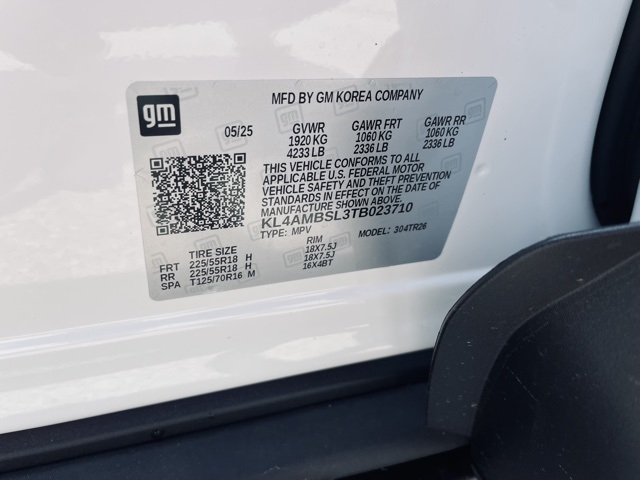 gm
MFD BY GM KOREA COMPANY
05/25 GVWR GAWR FRT GAWR RR
1920 KG 1060 KG 1060 KG
4233 LB 2336 LB 2336 LB
THIS VEHICLE CONFORMS TO ALL
APPLICABLE U.S. FEDERAL MOTOR
VEHICLE SAFETY AND THEFT PREVENTION
STANDARDS IN EFFECT ON THE DATE OF
MANUFACTURE SHOWN ABOVE.
KL4AMBSL3TB023710
TYPE: MPV MODEL: 304TR26
TIRE SIZE RIM
FRT 225/55R18 H 18X7.5J
RR 225/55R18 H 18X7.5J
SPA T125/70R16 M 16X4BT